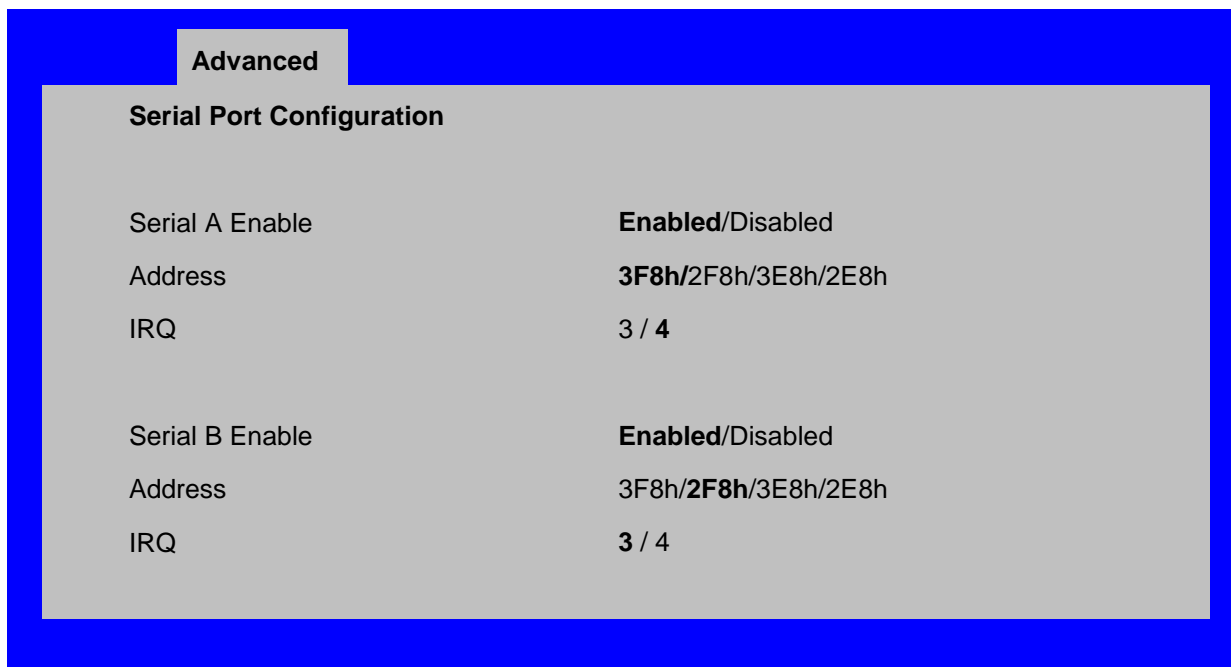 Advanced
Serial Port Configuration
Serial A Enable Enabled/Disabled
Address 3F8h/2F8h/3E8h/2E8h
IRQ 3 / 4
Serial B Enable Enabled/Disabled
Address 3F8h/2F8h/3E8h/2E8h
IRQ 3 / 4